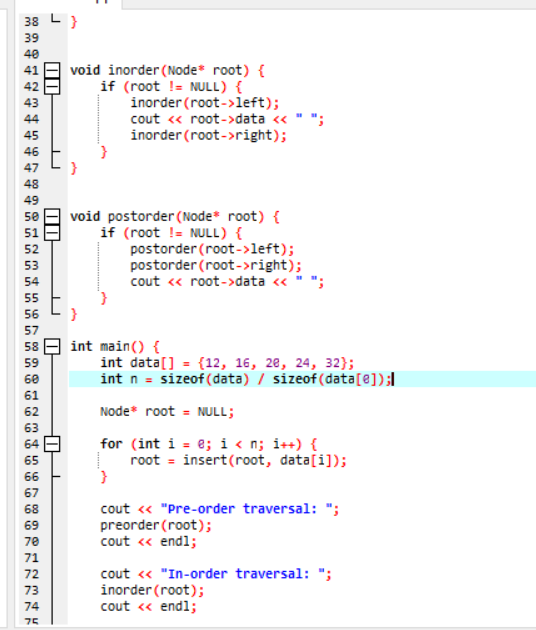 38 }
39
40
41 void inorder(Node* root) {
42     if (root != NULL) {
43         inorder(root->left);
44         cout << root->data << " ";
45         inorder(root->right);
46     }
47 }
48
49
50 void postorder(Node* root) {
51     if (root != NULL) {
52         postorder(root->left);
53         postorder(root->right);
54         cout << root->data << " ";
55     }
56 }
57
58 int main() {
59     int data[] = {12, 16, 20, 24, 32};
60     int n = sizeof(data) / sizeof(data[0]);
61
62     Node* root = NULL;
63
64     for (int i = 0; i < n; i++) {
65         root = insert(root, data[i]);
66     }
67
68     cout << "Pre-order traversal: ";
69     preorder(root);
70     cout << endl;
71
72     cout << "In-order traversal: ";
73     inorder(root);
74     cout << endl;
75